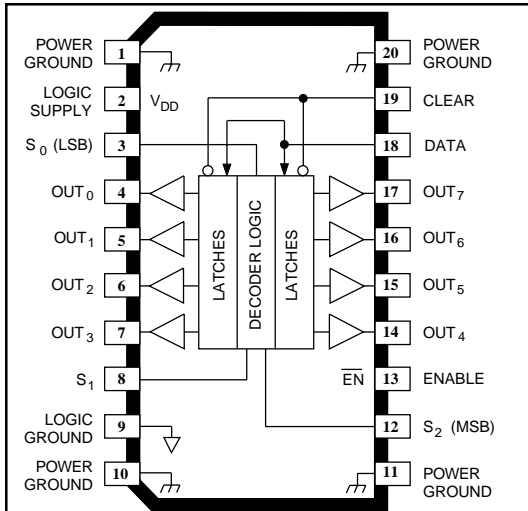 POWER GROUND 1
LOGIC SUPPLY 2 V_DD
S_0 (LSB) 3
OUT_0 4
OUT_1 5
OUT_2 6
OUT_3 7
S_1 8
LOGIC GROUND 9
POWER GROUND 10
LATCHES
DECODER LOGIC
LATCHES
20 POWER GROUND
19 CLEAR
18 DATA
17 OUT_7
16 OUT_6
15 OUT_5
14 OUT_4
E̅N̅ 13 ENABLE
12 S_2 (MSB)
11 POWER GROUND